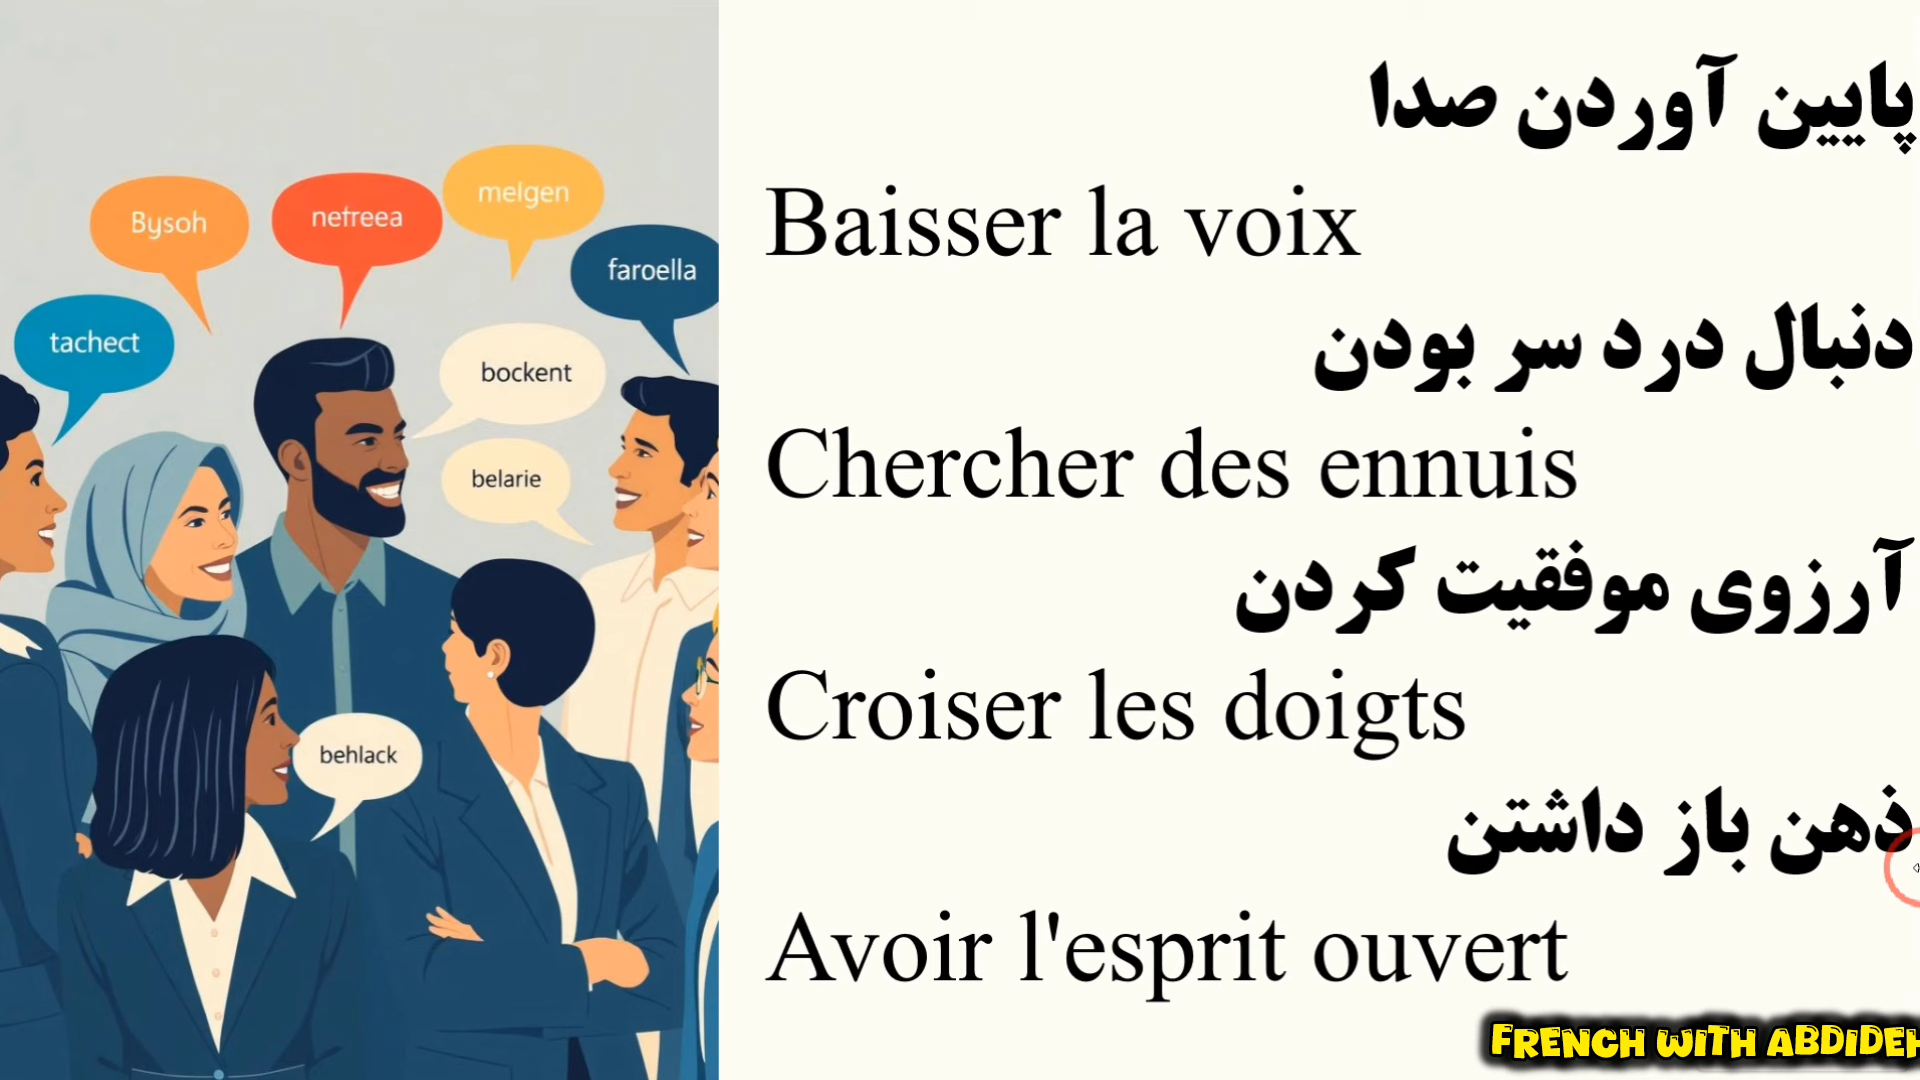 Bysoh
nefreea
melgen
faroella
tachect
bockent
belarie
behlack
پایین آوردن صدا
Baisser la voix
دنبال درد سر بودن
Chercher des ennuis
آرزوی موفقیت کردن
Croiser les doigts
ذهن باز داشتن
Avoir l'esprit ouvert
FRENCH WITH ABDIDEH